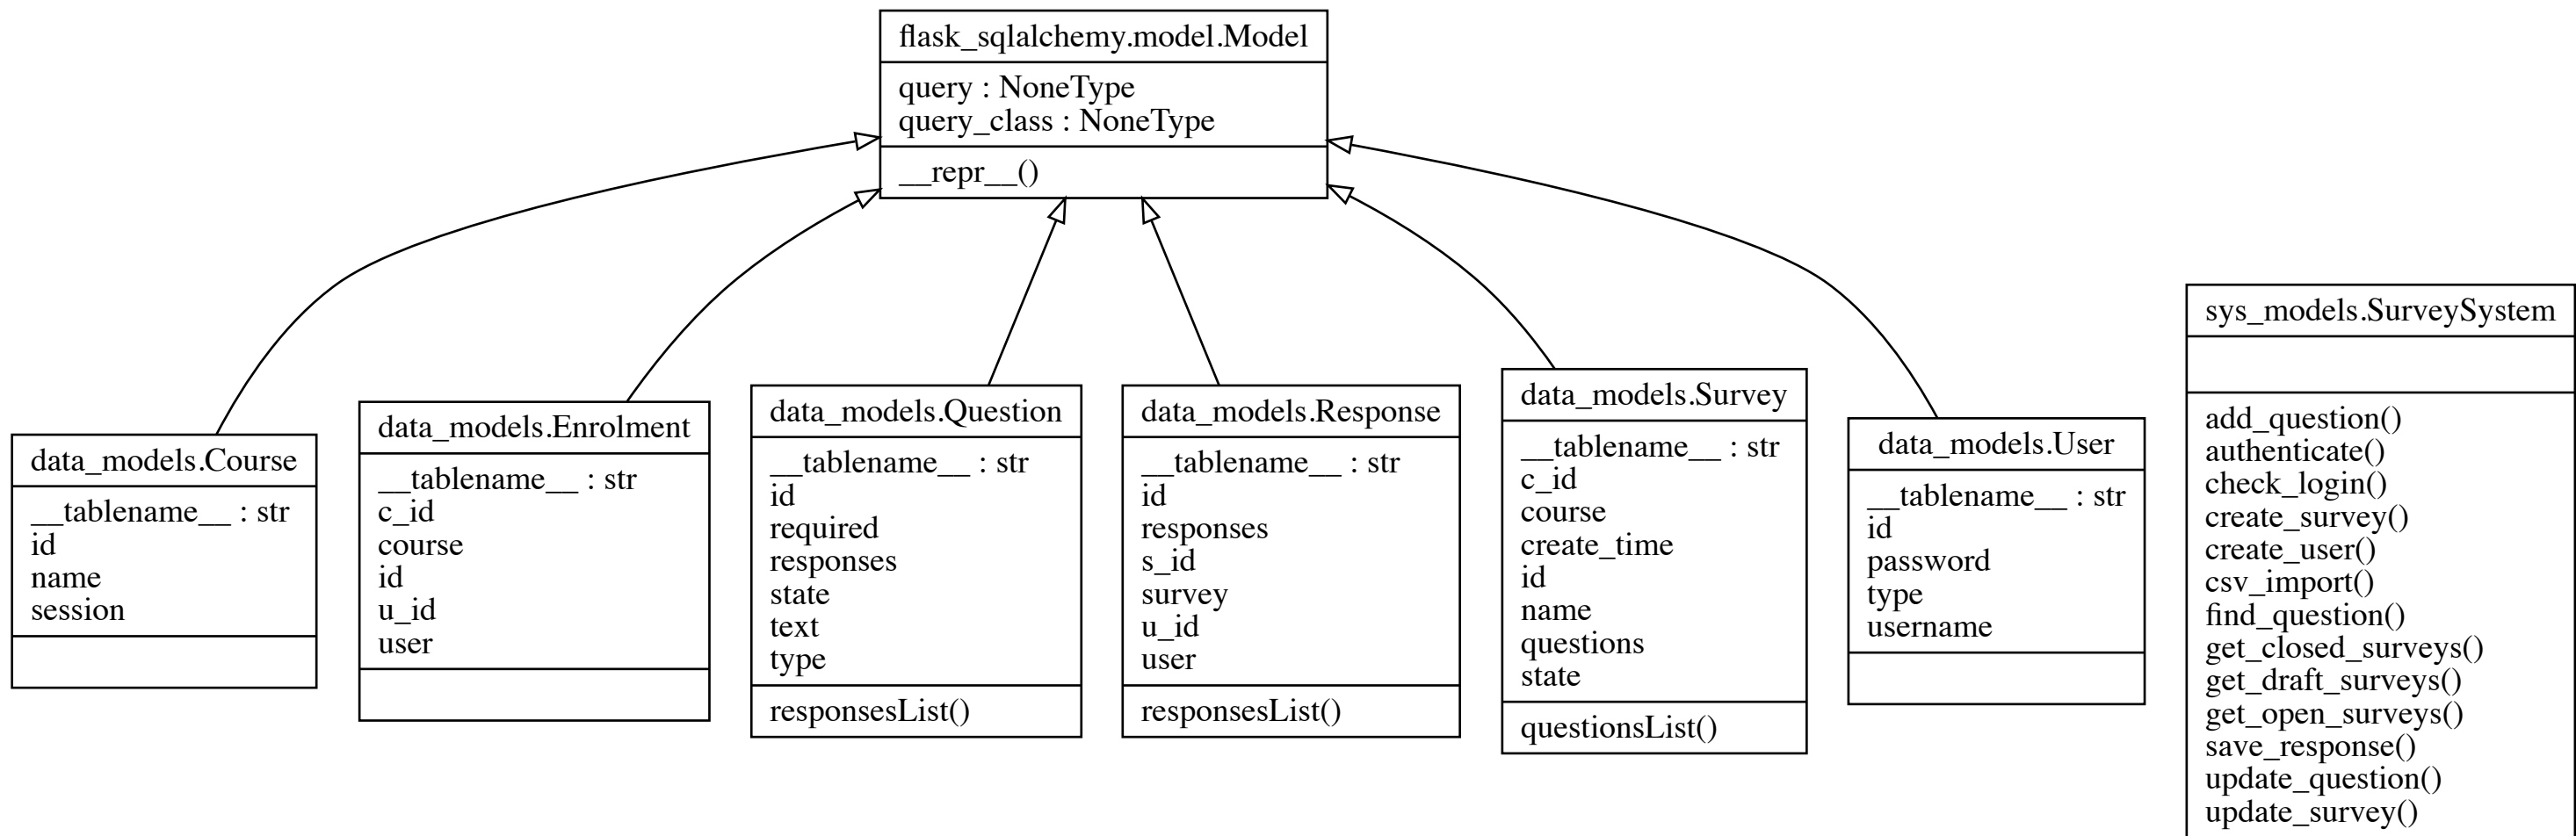 flask_sqlalchemy.model.Model
query : NoneType
query_class : NoneType
__repr__()
data_models.Course
__tablename__ : str
id
name
session
data_models.Enrolment
__tablename__ : str
c_id
course
id
u_id
user
data_models.Question
__tablename__ : str
id
required
responses
state
text
type
responsesList()
data_models.Response
__tablename__ : str
id
responses
s_id
survey
u_id
user
responsesList()
data_models.Survey
__tablename__ : str
c_id
course
create_time
id
name
questions
state
questionsList()
data_models.User
__tablename__ : str
id
password
type
username
sys_models.SurveySystem
add_question()
authenticate()
check_login()
create_survey()
create_user()
csv_import()
find_question()
get_closed_surveys()
get_draft_surveys()
get_open_surveys()
save_response()
update_question()
update_survey()